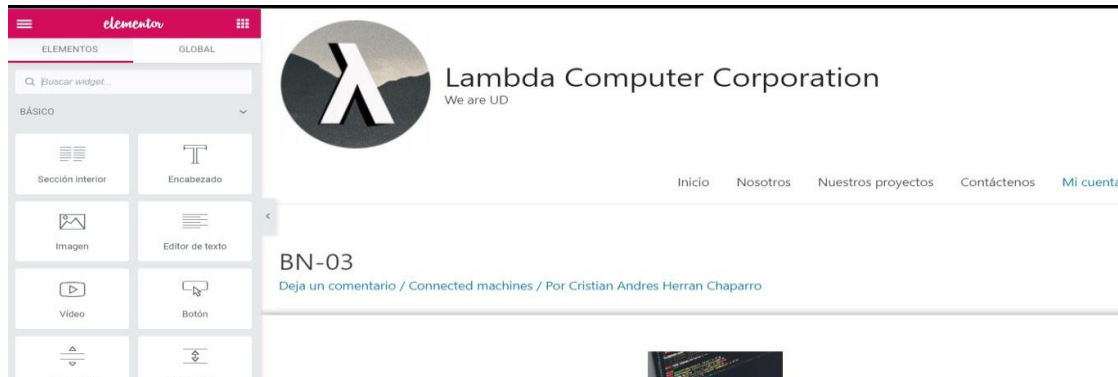 elementor
ELEMENTOS GLOBAL
Buscar widget...
BÁSICO
Sección interior Encabezado
Imagen Editor de texto
Vídeo Botón
λ
Lambda Computer Corporation
We are UD
Inicio Nosotros Nuestros proyectos Contáctenos Mi cuenta
BN-03
Deja un comentario / Connected machines / Por Cristian Andres Herran Chaparro